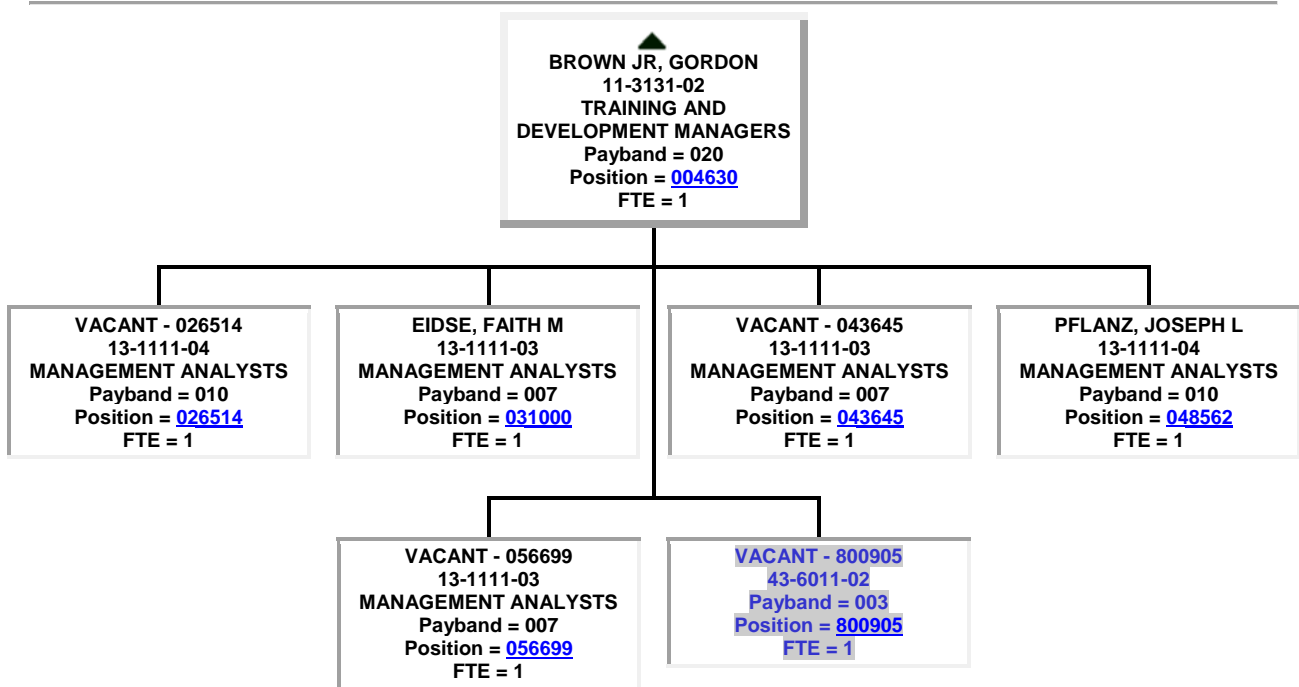 BROWN JR, GORDON
11-3131-02
TRAINING AND
DEVELOPMENT MANAGERS
Payband = 020
Position = 004630
FTE = 1
VACANT - 026514
13-1111-04
MANAGEMENT ANALYSTS
Payband = 010
Position = 026514
FTE = 1
EIDSE, FAITH M
13-1111-03
MANAGEMENT ANALYSTS
Payband = 007
Position = 031000
FTE = 1
VACANT - 043645
13-1111-03
MANAGEMENT ANALYSTS
Payband = 007
Position = 043645
FTE = 1
PFLANZ, JOSEPH L
13-1111-04
MANAGEMENT ANALYSTS
Payband = 010
Position = 048562
FTE = 1
VACANT - 056699
13-1111-03
MANAGEMENT ANALYSTS
Payband = 007
Position = 056699
FTE = 1
VACANT - 800905
43-6011-02
Payband = 003
Position = 800905
FTE = 1